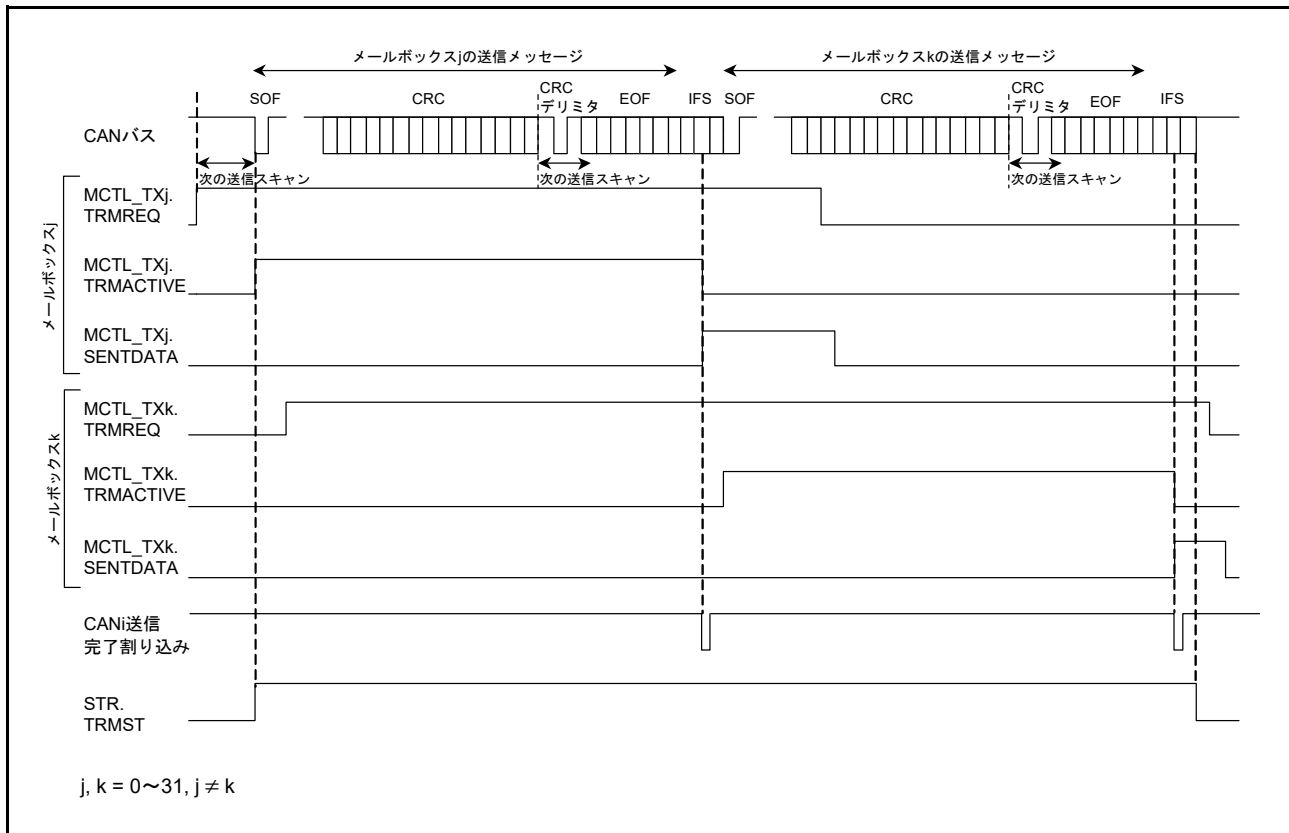 メールボックスjの送信メッセージ
メールボックスkの送信メッセージ
SOF
CRC
CRC
デリミタ
EOF
IFS
SOF
CRC
CRC
デリミタ
EOF
IFS
CANバス
次の送信スキャン
次の送信スキャン
次の送信スキャン
メールボックスj
MCTL_TXj.
TRMREQ
MCTL_TXj.
TRMACTIVE
MCTL_TXj.
SENTDATA
メールボックスk
MCTL_TXk.
TRMREQ
MCTL_TXk.
TRMACTIVE
MCTL_TXk.
SENTDATA
CANi送信
完了割り込み
STR.
TRMST
j, k = 0～31, j ≠ k